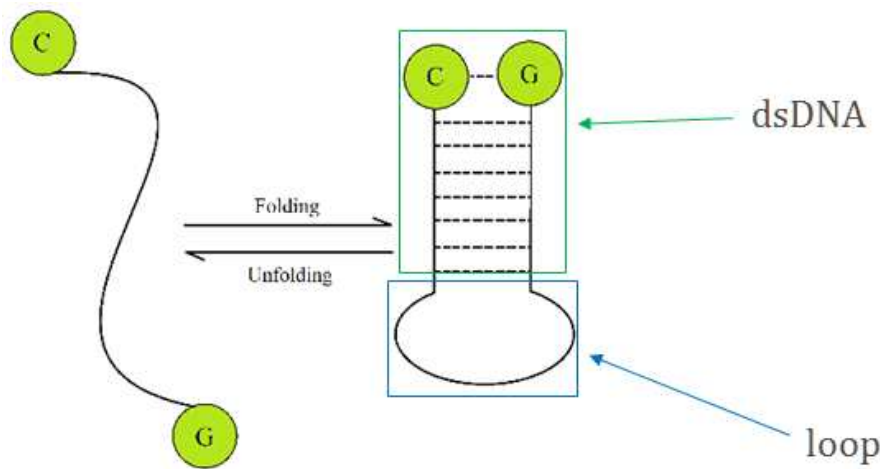 C
C
G
dsDNA
Folding
Unfolding
G
loop